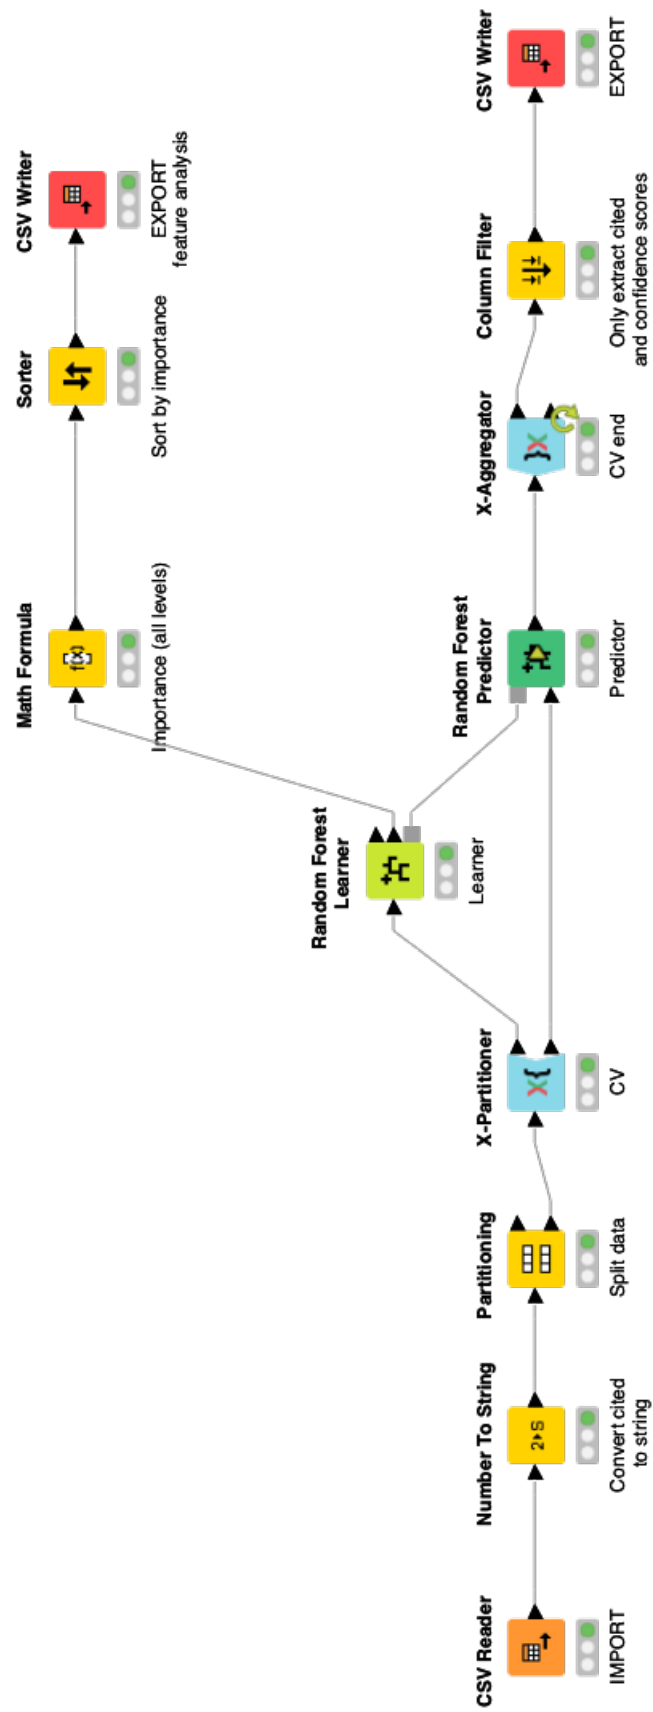 CSV Reader
IMPORT
Number To String
2
S
Convert cited
to string
Partitioning
Split data
X-Partitioner
X
CV
Random Forest
Learner
Learner
Math Formula
f(x)
Importance (all levels)
Sorter
Sort by importance
CSV Writer
EXPORT
feature analysis
Random Forest
Predictor
Predictor
X-Aggregator
X
CV end
Column Filter
Only extract cited
and confidence scores
CSV Writer
EXPORT